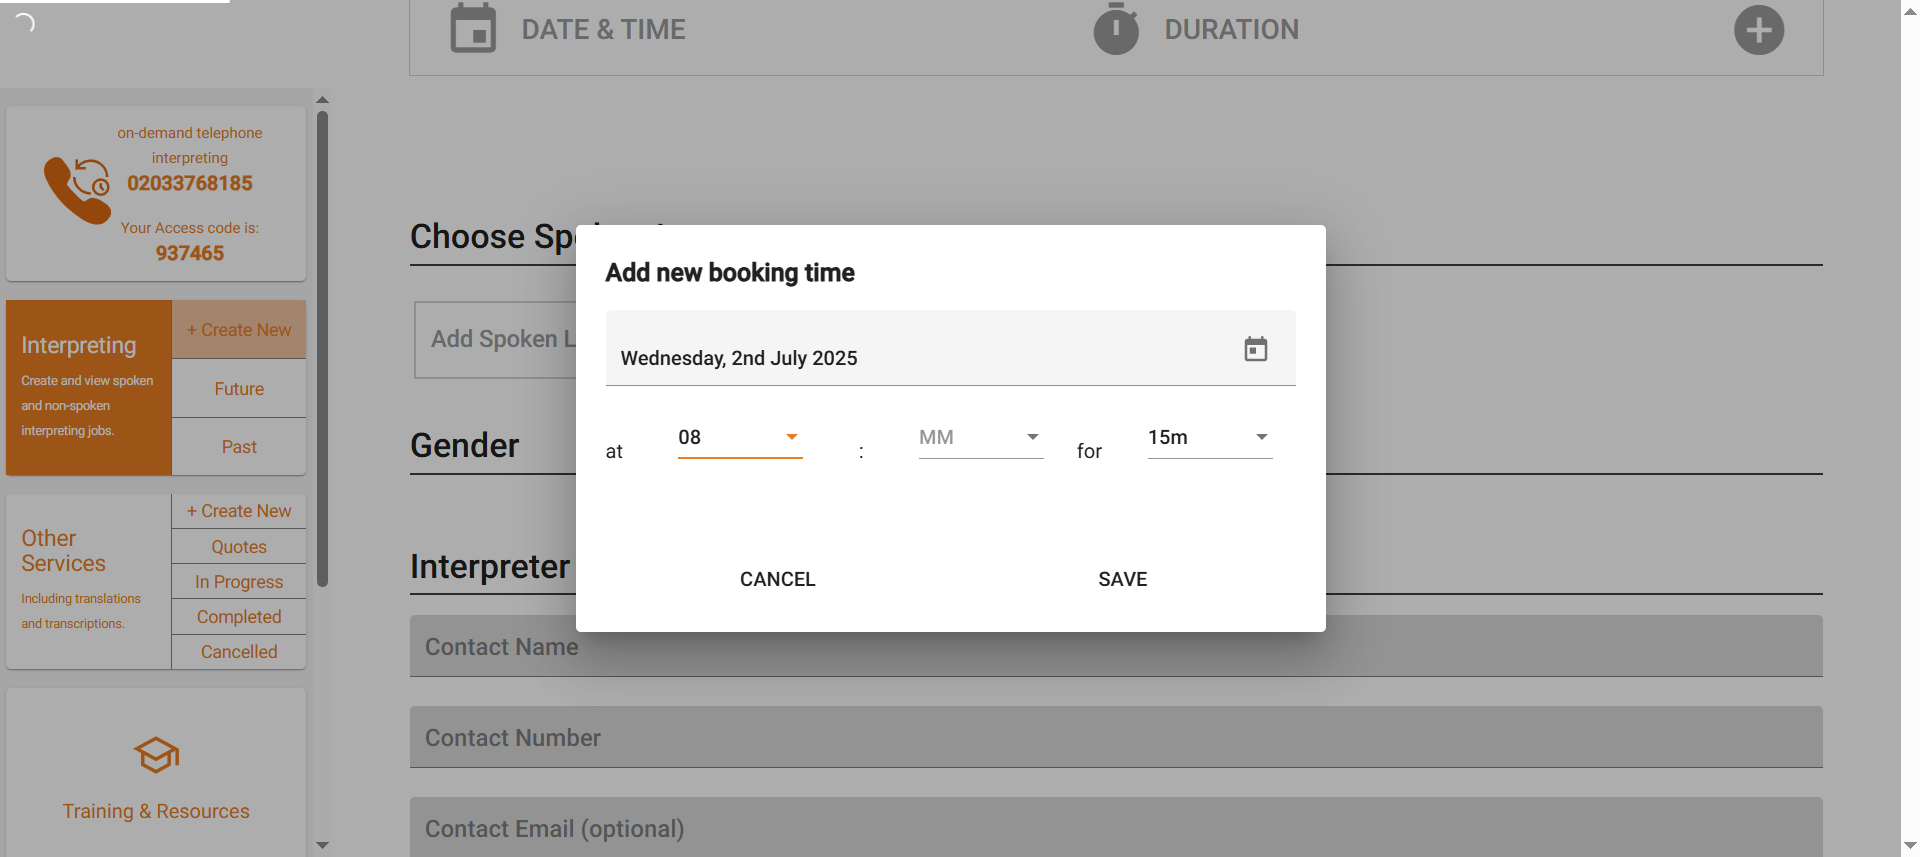 DATE & TIME
DURATION
on-demand telephone
interpreting
02033768185
Your Access code is:
937465
Interpreting
Create and view spoken
and non-spoken
interpreting jobs.
+ Create New
Future
Past
Other
Services
Including translations
and transcriptions.
+ Create New
Quotes
In Progress
Completed
Cancelled
Training & Resources
Choose
Add Spoken
Gender
Interpreter
Contact Name
Contact Number
Contact Email (optional)
Add new booking time
Wednesday, 2nd July 2025
at 08 : MM for 15m
CANCEL
SAVE